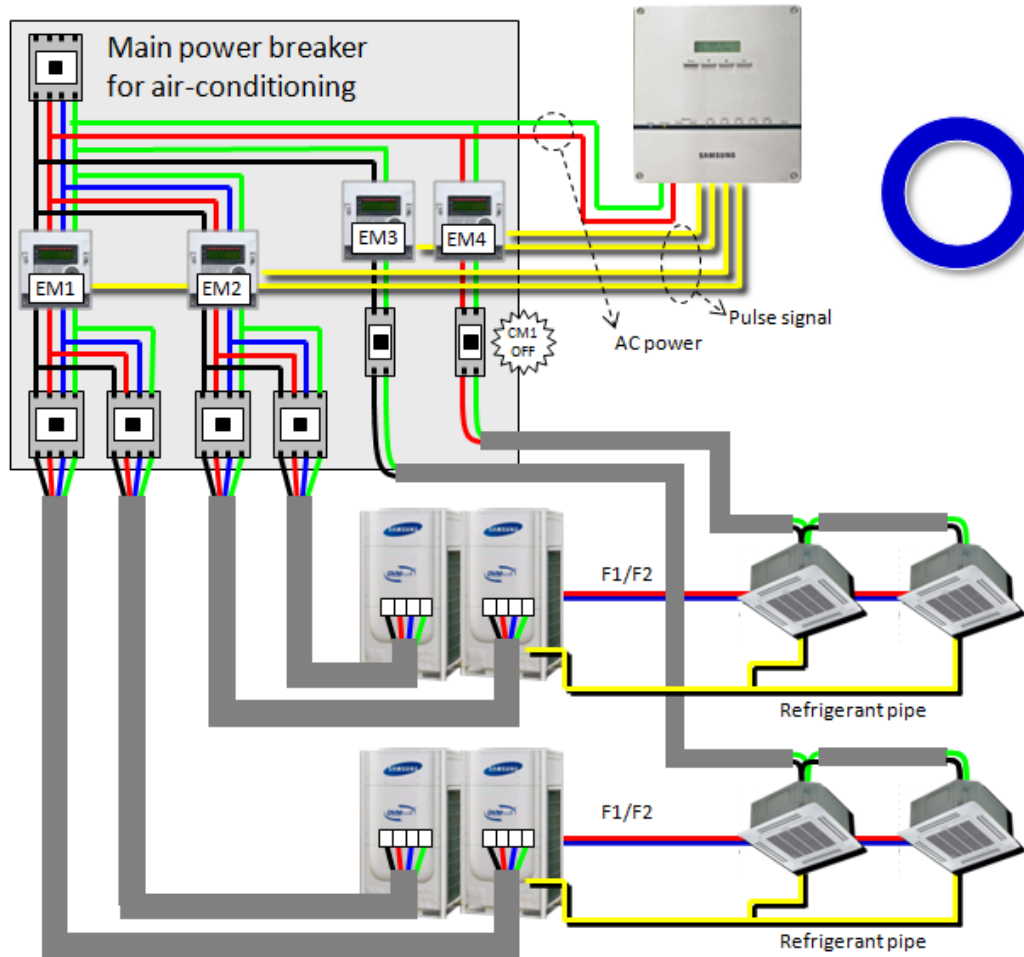 Main power breaker
for air-conditioning
SAMSUNG
EM3
EM4
EM1
EM2
CM1
OFF
Pulse signal
AC power
SAMSUNG
SAMSUNG
F1/F2
Refrigerant pipe
SAMSUNG
SAMSUNG
F1/F2
Refrigerant pipe